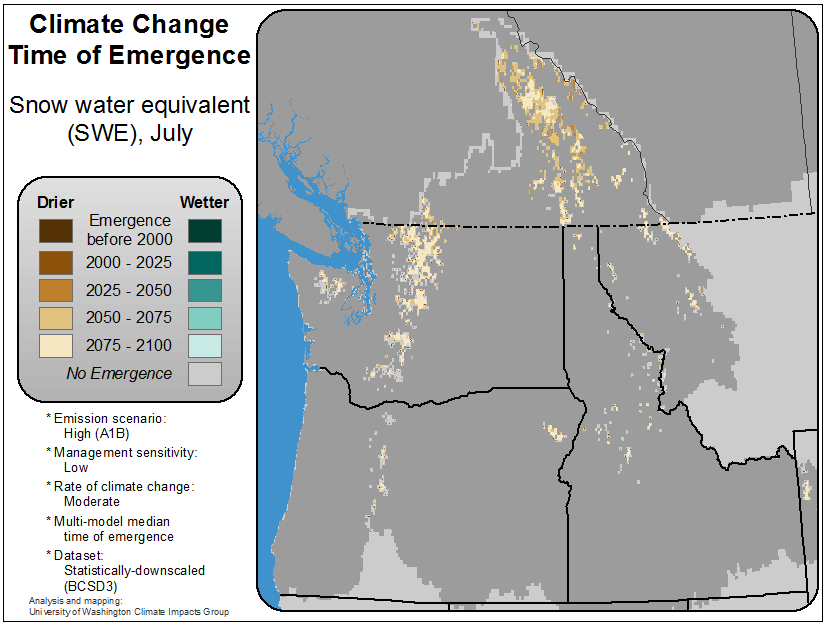 Climate Change
Time of Emergence
Snow water equivalent
(SWE), July
Drier Wetter
Emergence
before 2000
2000 - 2025
2025 - 2050
2050 - 2075
2075 - 2100
No Emergence
* Emission scenario:
High (A1B)
* Management sensitivity:
Low
* Rate of climate change:
Moderate
* Multi-model median
time of emergence
* Dataset:
Statistically-downscaled
(BCSD3)
Analysis and mapping:
University of Washington Climate Impacts Group